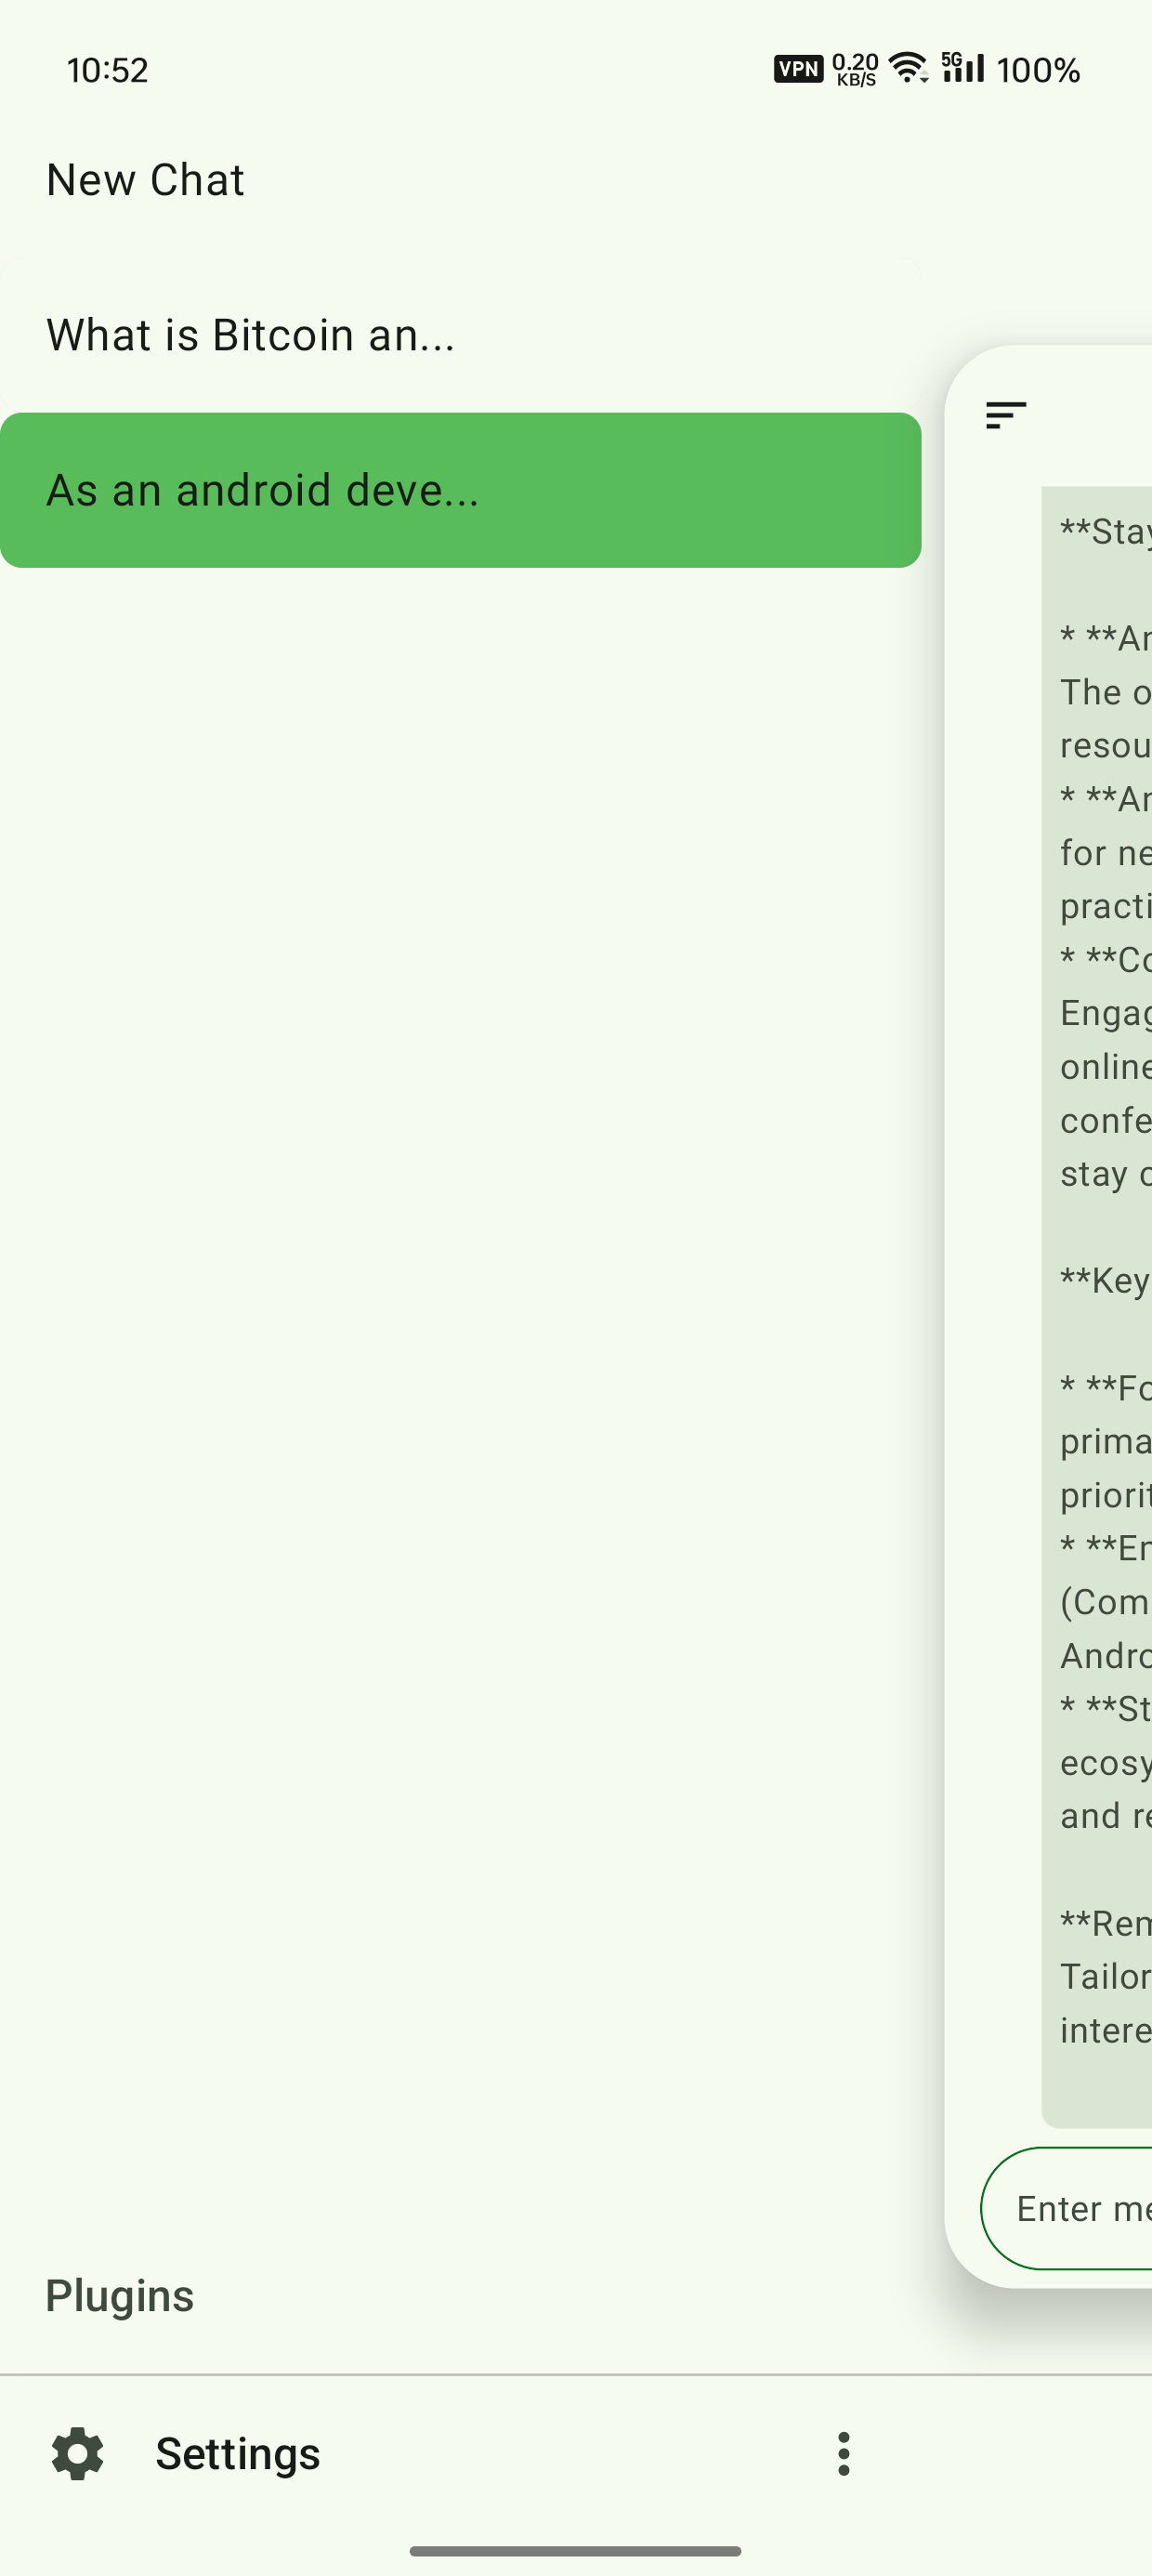 10:52
VPN 0.20 KB/S 5G 100%
New Chat
What is Bitcoin an...
As an android deve...
**Stay
* **An
The o
resou
* **An
for ne
practi
* **Co
Engag
online
confe
stay c
**Key
* **Fo
prima
priorit
* **En
(Com
Andro
* **St
ecosy
and re
**Rem
Tailor
intere
Enter me
Plugins
Settings